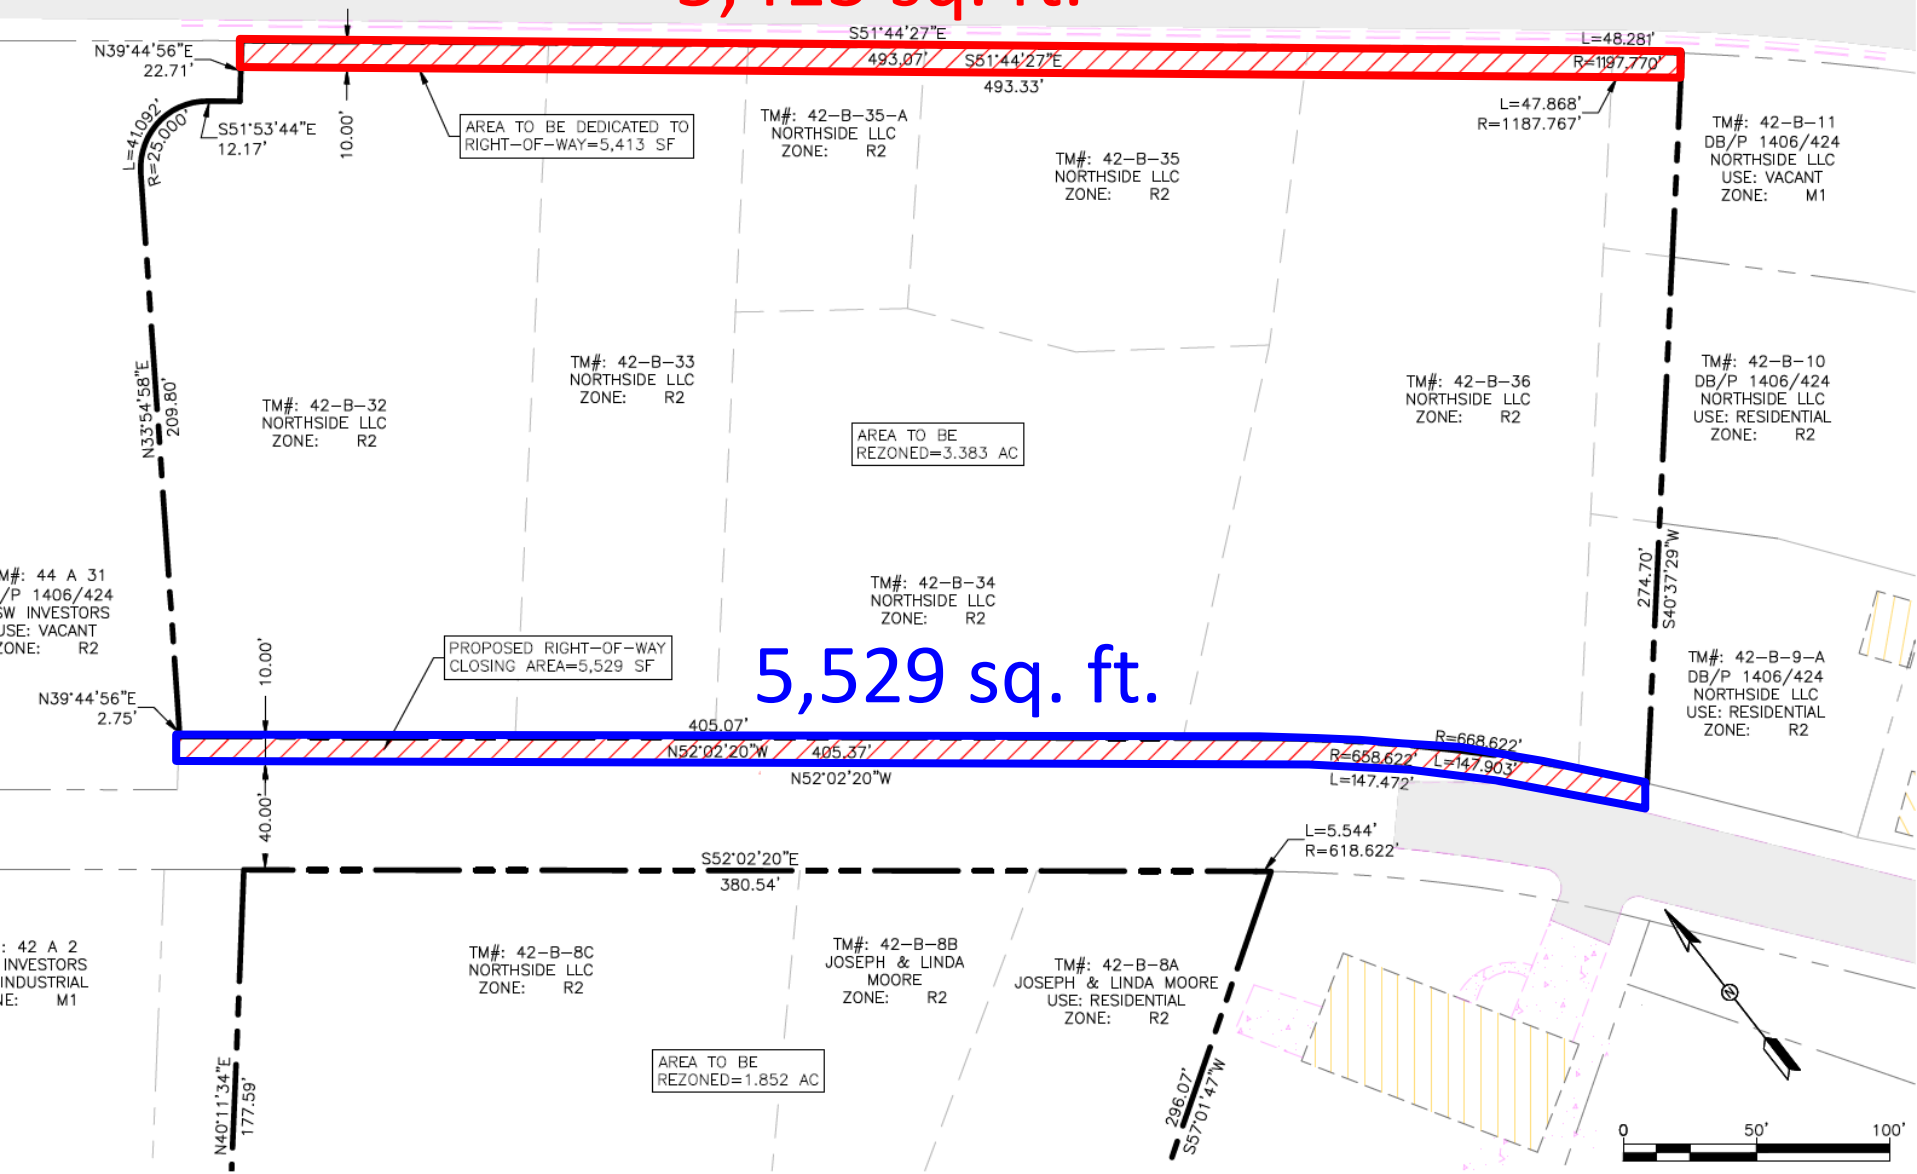 S51°44'27"E
L=48.281'
N39°44'56"E
22.71'
493.07'
S51°44'27"E
R=1197.770'
493.33'
L=41.092'
R=25.000'
S51°53'44"E
12.17'
10.00'
AREA TO BE DEDICATED TO
RIGHT-OF-WAY=5,413 SF
TM#: 42-B-35-A
NORTHSIDE LLC
ZONE: R2
TM#: 42-B-35
NORTHSIDE LLC
ZONE: R2
L=47.868'
R=1187.767'
TM#: 42-B-11
DB/P 1406/424
NORTHSIDE LLC
USE: VACANT
ZONE: M1
N33°54'58"E
209.80'
TM#: 42-B-32
NORTHSIDE LLC
ZONE: R2
TM#: 42-B-33
NORTHSIDE LLC
ZONE: R2
AREA TO BE
REZONED=3.383 AC
TM#: 42-B-36
NORTHSIDE LLC
ZONE: R2
TM#: 42-B-10
DB/P 1406/424
NORTHSIDE LLC
USE: RESIDENTIAL
ZONE: R2
44 A 31
1406/424
INVESTORS
VACANT
R2
TM#: 42-B-34
NORTHSIDE LLC
ZONE: R2
274.70'
S40°37'29"W
PROPOSED RIGHT-OF-WAY
CLOSING AREA=5,529 SF
5,529 sq. ft.
TM#: 42-B-9-A
DB/P 1406/424
NORTHSIDE LLC
USE: RESIDENTIAL
ZONE: R2
N39°44'56"E
2.75'
10.00'
405.07'
N52°02'20"W
405.37'
N52°02'20"W
R=668.622'
R=658.622'
L=147.903'
L=147.472'
40.00'
L=5.544'
R=618.622'
S52°02'20"E
380.54'
: 42 A 2
INVESTORS
INDUSTRIAL
M1
TM#: 42-B-8C
NORTHSIDE LLC
ZONE: R2
TM#: 42-B-8B
JOSEPH & LINDA
MOORE
ZONE: R2
TM#: 42-B-8A
JOSEPH & LINDA MOORE
USE: RESIDENTIAL
ZONE: R2
N
N40°11'34"E
177.59'
AREA TO BE
REZONED=1.852 AC
296.07'
S57°01'47"W
0 50' 100'